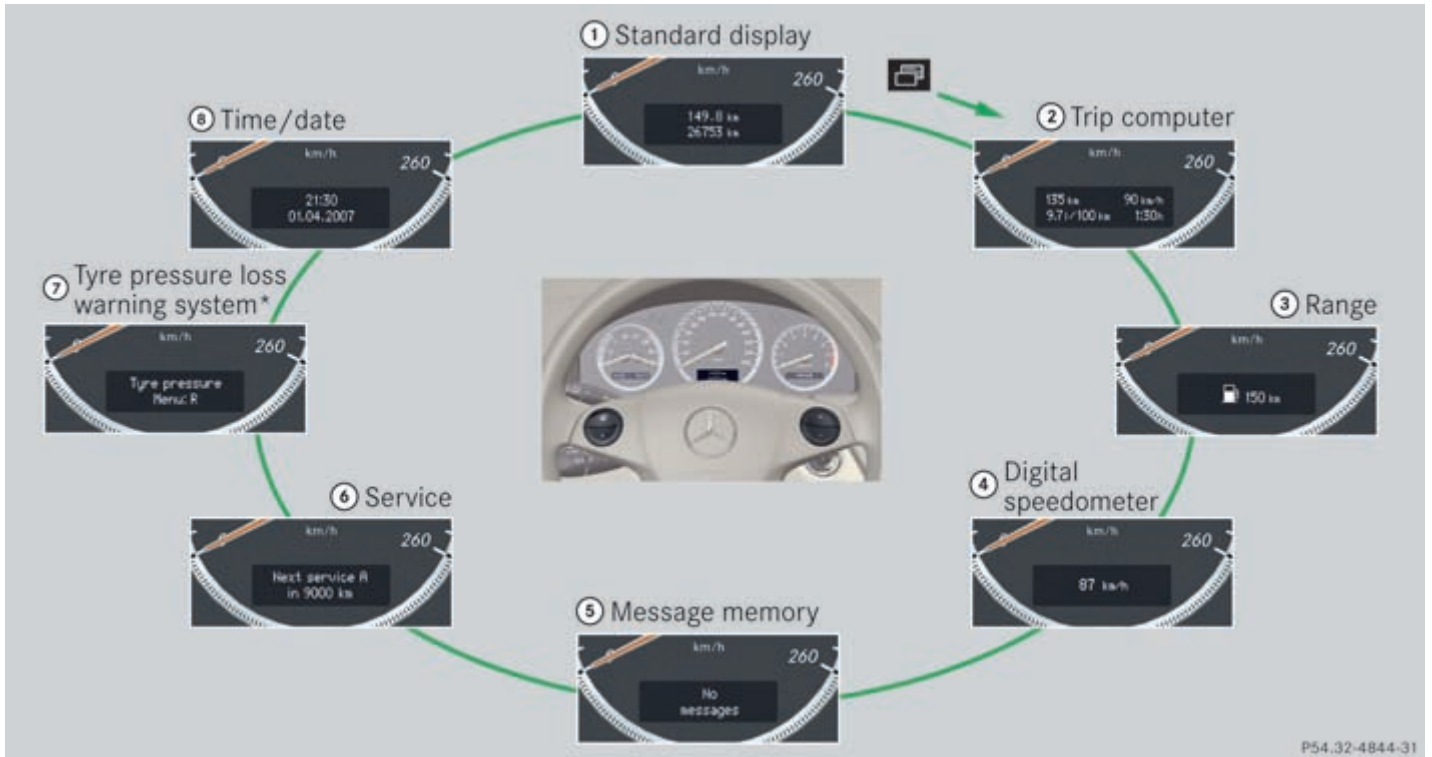 1 Standard display
km/h
260
149.8 km
26753 km
2 Trip computer
km/h
260
135 km 90 km/h
9.7 l/100 km 1:30h
3 Range
km/h
260
150 km
4 Digital
speedometer
km/h
260
87 km/h
5 Message memory
km/h
260
No
messages
6 Service
km/h
260
Next service A
in 9000 km
7 Tyre pressure loss
warning system*
km/h
260
Tyre pressure
Menu: R
8 Time/date
km/h
260
21:30
01.04.2007
P54.32-4844-31